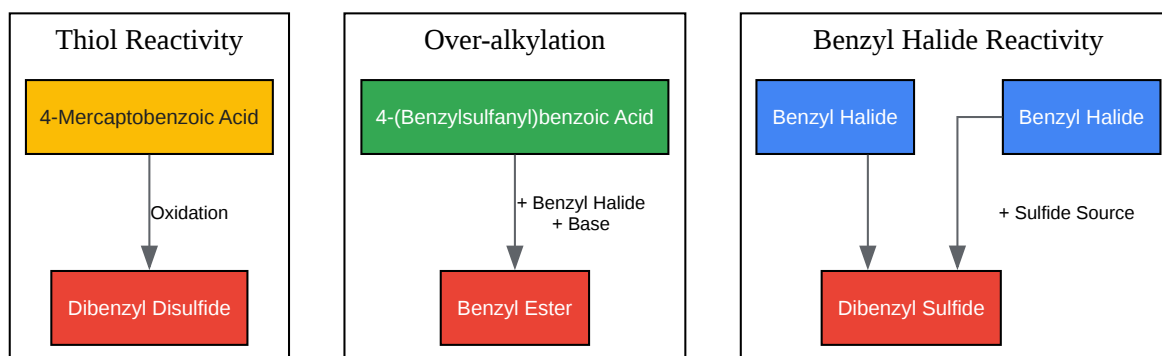 Thiol Reactivity
4-Mercaptobenzoic Acid
Oxidation
Dibenzyl Disulfide
Over-alkylation
4-(Benzylsulfanyl)benzoic Acid
+ Benzyl Halide
+ Base
Benzyl Ester
Benzyl Halide Reactivity
Benzyl Halide
Benzyl Halide
+ Sulfide Source
Dibenzyl Sulfide